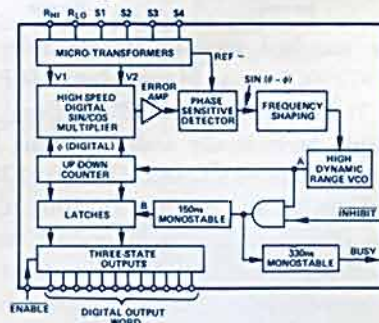 RHI RLO S1 S2 S3 S4
MICRO-TRANSFORMERS
REF ~
V1 V2
ERROR AMP
HIGH SPEED
DIGITAL
SIN/COS
MULTIPLIER
PHASE
SENSITIVE
DETECTOR
SIN (θ - ϕ)
FREQUENCY
SHAPING
ϕ (DIGITAL)
UP DOWN
COUNTER
A
HIGH
DYNAMIC
RANGE VCO
LATCHES
B
150ns
MONOSTABLE
INHIBIT
THREE-STATE
OUTPUTS
330ns
MONOSTABLE
BUSY
ENABLE
DIGITAL OUTPUT
WORD